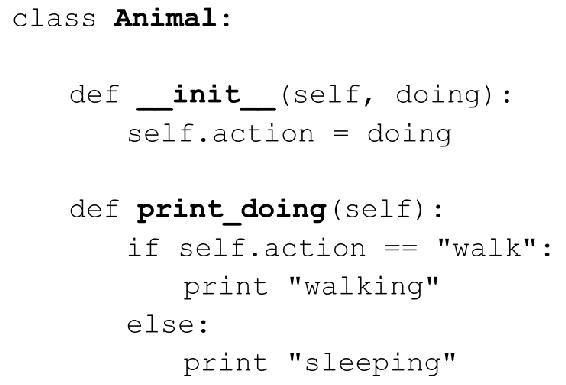 class Animal:
def __init__(self, doing):
self.action = doing
def print_doing(self):
if self.action == "walk":
print "walking"
else:
print "sleeping"